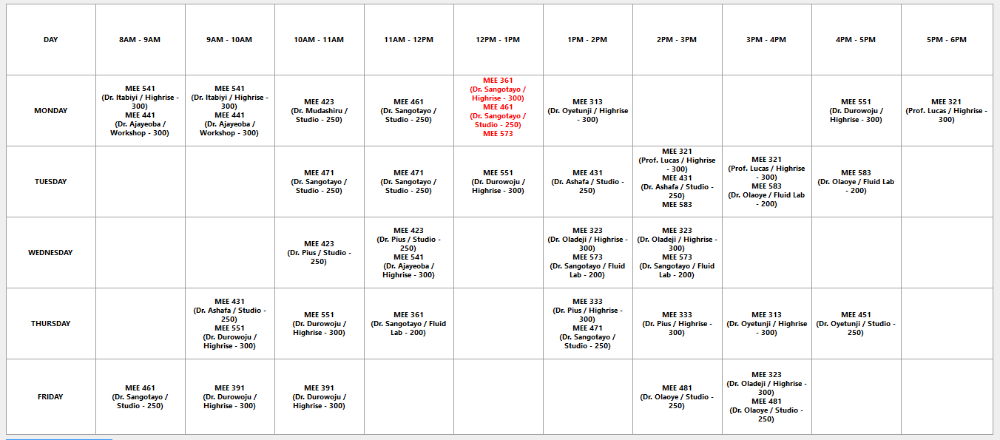 DAY
8AM - 9AM
9AM - 10AM
10AM - 11AM
11AM - 12PM
12PM - 1PM
1PM - 2PM
2PM - 3PM
3PM - 4PM
4PM - 5PM
5PM - 6PM
MONDAY
MEE 541
(Dr. Itabiyi / Highrise -
300)
MEE 441
(Dr. Ajayeoba /
Workshop - 300)
MEE 541
(Dr. Itabiyi / Highrise -
300)
MEE 441
(Dr. Ajayeoba /
Workshop - 300)
MEE 423
(Dr. Mudashiru /
Studio - 250)
MEE 461
(Dr. Sangotayo /
Studio - 250)
MEE 361
(Dr. Sangotayo /
Highrise - 300)
MEE 461
(Dr. Sangotayo /
Studio - 250)
MEE 573
MEE 313
(Dr. Oyetunji / Highrise
- 300)
MEE 551
(Dr. Durowoju /
Highrise - 300)
MEE 321
(Prof. Lucas / Highrise -
300)
TUESDAY
MEE 471
(Dr. Sangotayo /
Studio - 250)
MEE 471
(Dr. Sangotayo /
Studio - 250)
MEE 551
(Dr. Durowoju /
Highrise - 300)
MEE 431
(Dr. Ashafa / Studio -
250)
MEE 321
(Prof. Lucas / Highrise
- 300)
MEE 431
(Dr. Ashafa / Studio -
250)
MEE 583
MEE 321
(Prof. Lucas / Highrise
- 300)
MEE 583
(Dr. Olaoye / Fluid Lab
- 200)
MEE 583
(Dr. Olaoye / Fluid Lab
- 200)
WEDNESDAY
MEE 423
(Dr. Pius / Studio -
250)
MEE 423
(Dr. Pius / Studio -
250)
MEE 541
(Dr. Ajayeoba /
Highrise - 300)
MEE 323
(Dr. Oladeji / Highrise -
300)
MEE 573
(Dr. Sangotayo / Fluid
Lab - 200)
MEE 323
(Dr. Oladeji / Highrise -
300)
MEE 573
(Dr. Sangotayo / Fluid
Lab - 200)
THURSDAY
MEE 431
(Dr. Ashafa / Studio -
250)
MEE 551
(Dr. Durowoju /
Highrise - 300)
MEE 551
(Dr. Durowoju /
Highrise - 300)
MEE 361
(Dr. Sangotayo / Fluid
Lab - 200)
MEE 333
(Dr. Pius / Highrise -
300)
MEE 471
(Dr. Sangotayo /
Studio - 250)
MEE 333
(Dr. Pius / Highrise -
300)
MEE 313
(Dr. Oyetunji / Highrise
- 300)
MEE 451
(Dr. Oyetunji / Studio -
250)
FRIDAY
MEE 461
(Dr. Sangotayo /
Studio - 250)
MEE 391
(Dr. Durowoju /
Highrise - 300)
MEE 391
(Dr. Durowoju /
Highrise - 300)
MEE 481
(Dr. Olaoye / Studio -
250)
MEE 323
(Dr. Oladeji / Highrise -
300)
MEE 481
(Dr. Olaoye / Studio -
250)